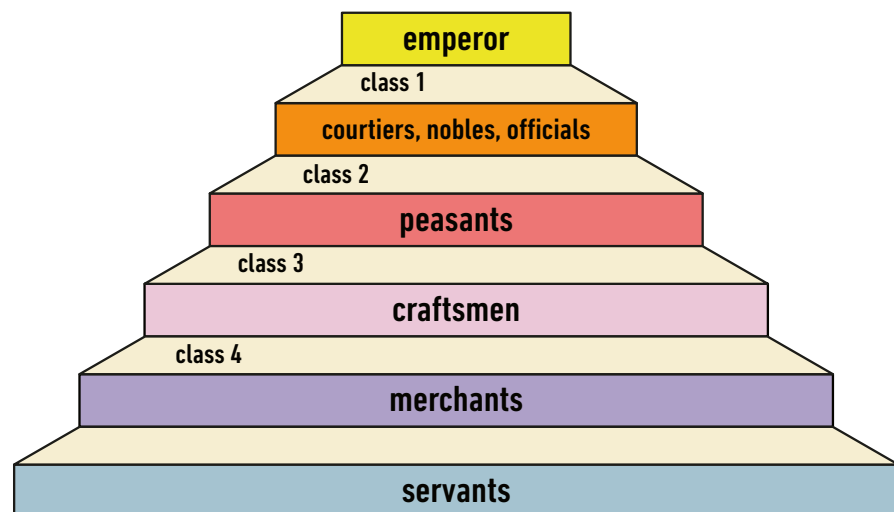 emperor
class 1
courtiers, nobles, officials
class 2
peasants
class 3
craftsmen
class 4
merchants
servants